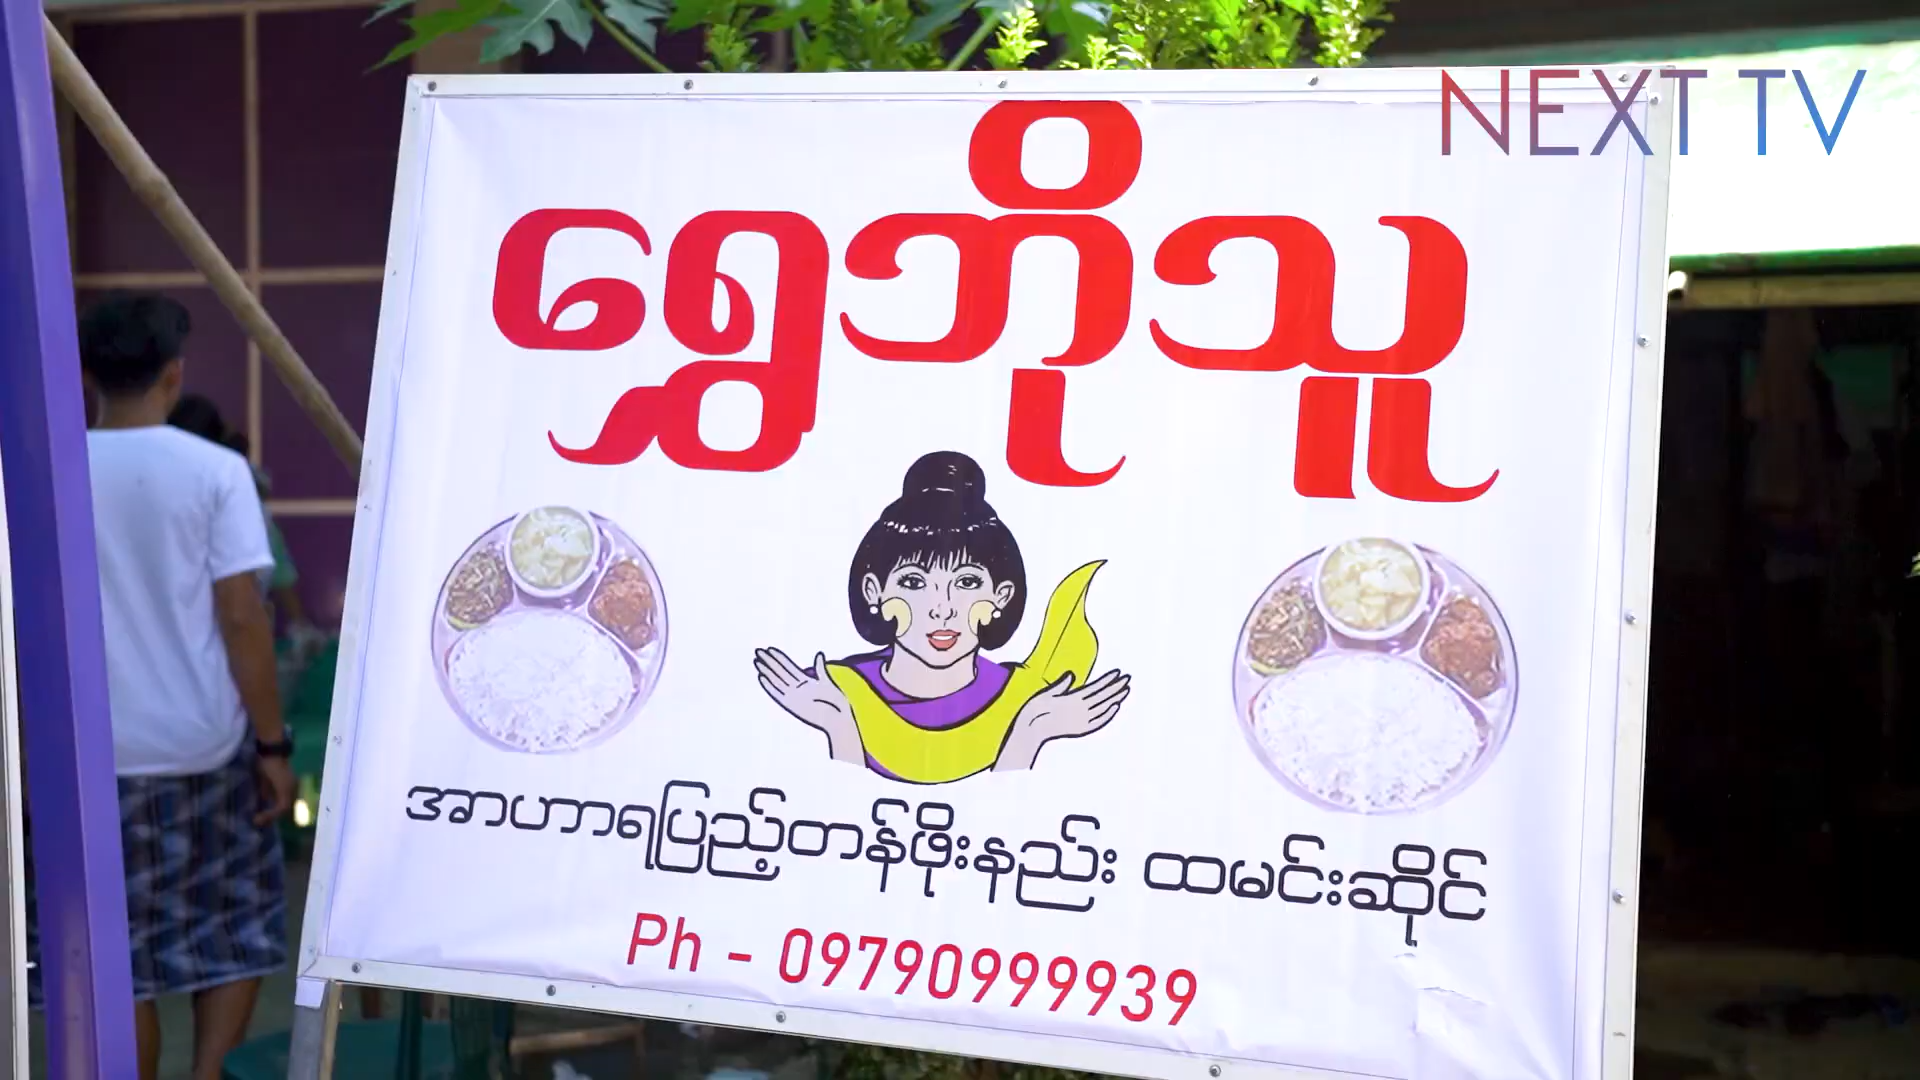 NEXT TV
ရွှေဘိုသူ
အာဟာရပြည့်တန်ဖိုးနည်း ထမင်းဆိုင်
Ph - 09790999939